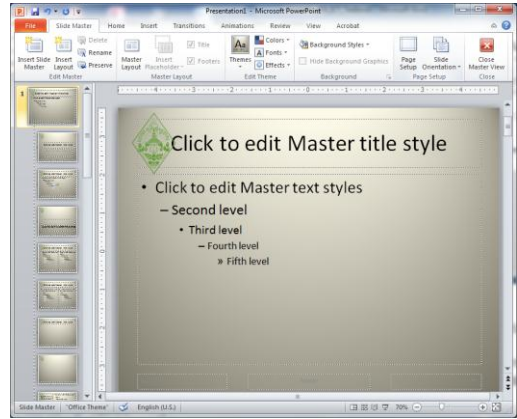 Presentation1 - Microsoft PowerPoint
File Slide Master Home Insert Transitions Animations Review View Acrobat
Insert Slide Master
Insert Layout
Delete
Rename
Preserve
Edit Master
Master Layout
Insert Placeholder
Title
Footers
Master Layout
Themes
Colors
Fonts
Effects
Edit Theme
Background Styles
Hide Background Graphics
Background
Page Setup
Slide Orientation
Page Setup
Close Master View
Close
1
Click to edit Master title style
• Click to edit Master text styles
– Second level
• Third level
– Fourth level
» Fifth level
Slide Master "Office Theme" English (U.S.) 70%